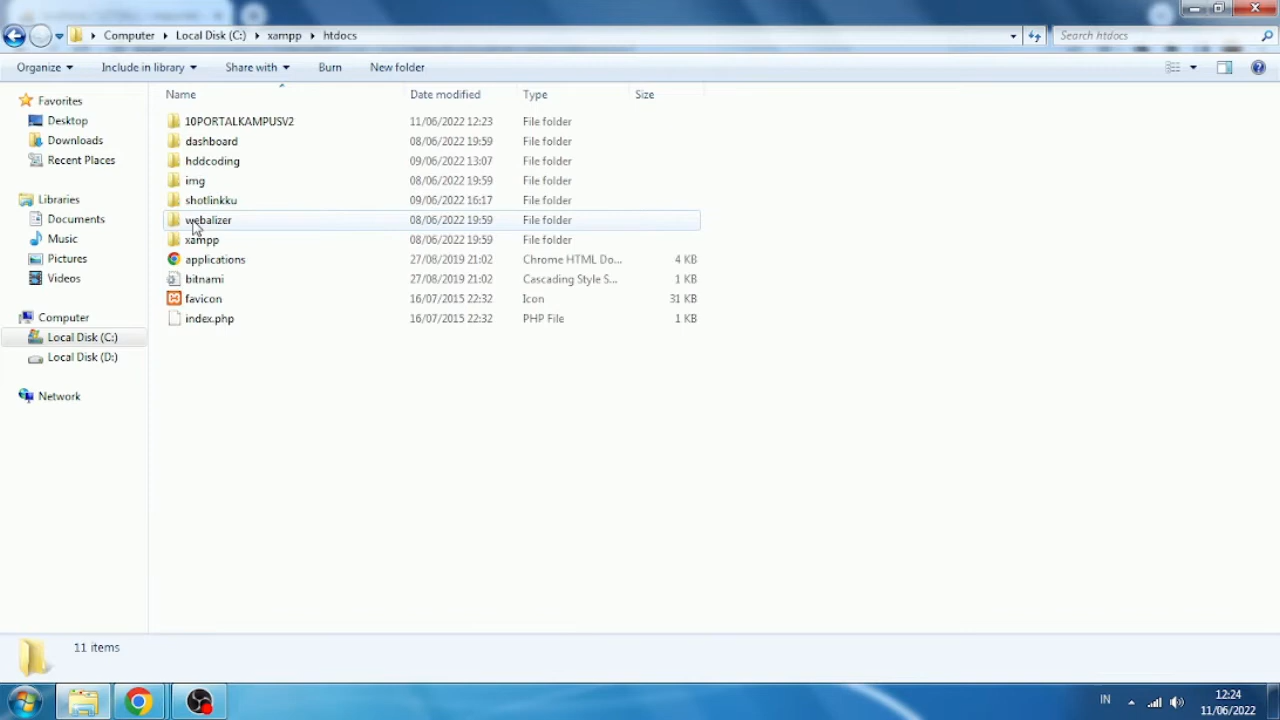 Computer Local Disk (C:) xampp htdocs Search htdocs
Organize Include in library Share with Burn New folder
Name Date modified Type Size
Favorites
Desktop
Downloads
Recent Places
Libraries
Documents
Music
Pictures
Videos
Computer
Local Disk (C:)
Local Disk (D:)
Network
10PORTALKAMPUSV2 11/06/2022 12:23 File folder
dashboard 08/06/2022 19:59 File folder
hddcoding 09/06/2022 13:07 File folder
img 08/06/2022 19:59 File folder
shotlinkku 09/06/2022 16:17 File folder
webalizer 08/06/2022 19:59 File folder
xampp 08/06/2022 19:59 File folder
applications 27/08/2019 21:02 Chrome HTML Do... 4 KB
bitnami 27/08/2019 21:02 Cascading Style S... 1 KB
favicon 16/07/2015 22:32 Icon 31 KB
index.php 16/07/2015 22:32 PHP File 1 KB
11 items
IN
12:24
11/06/2022